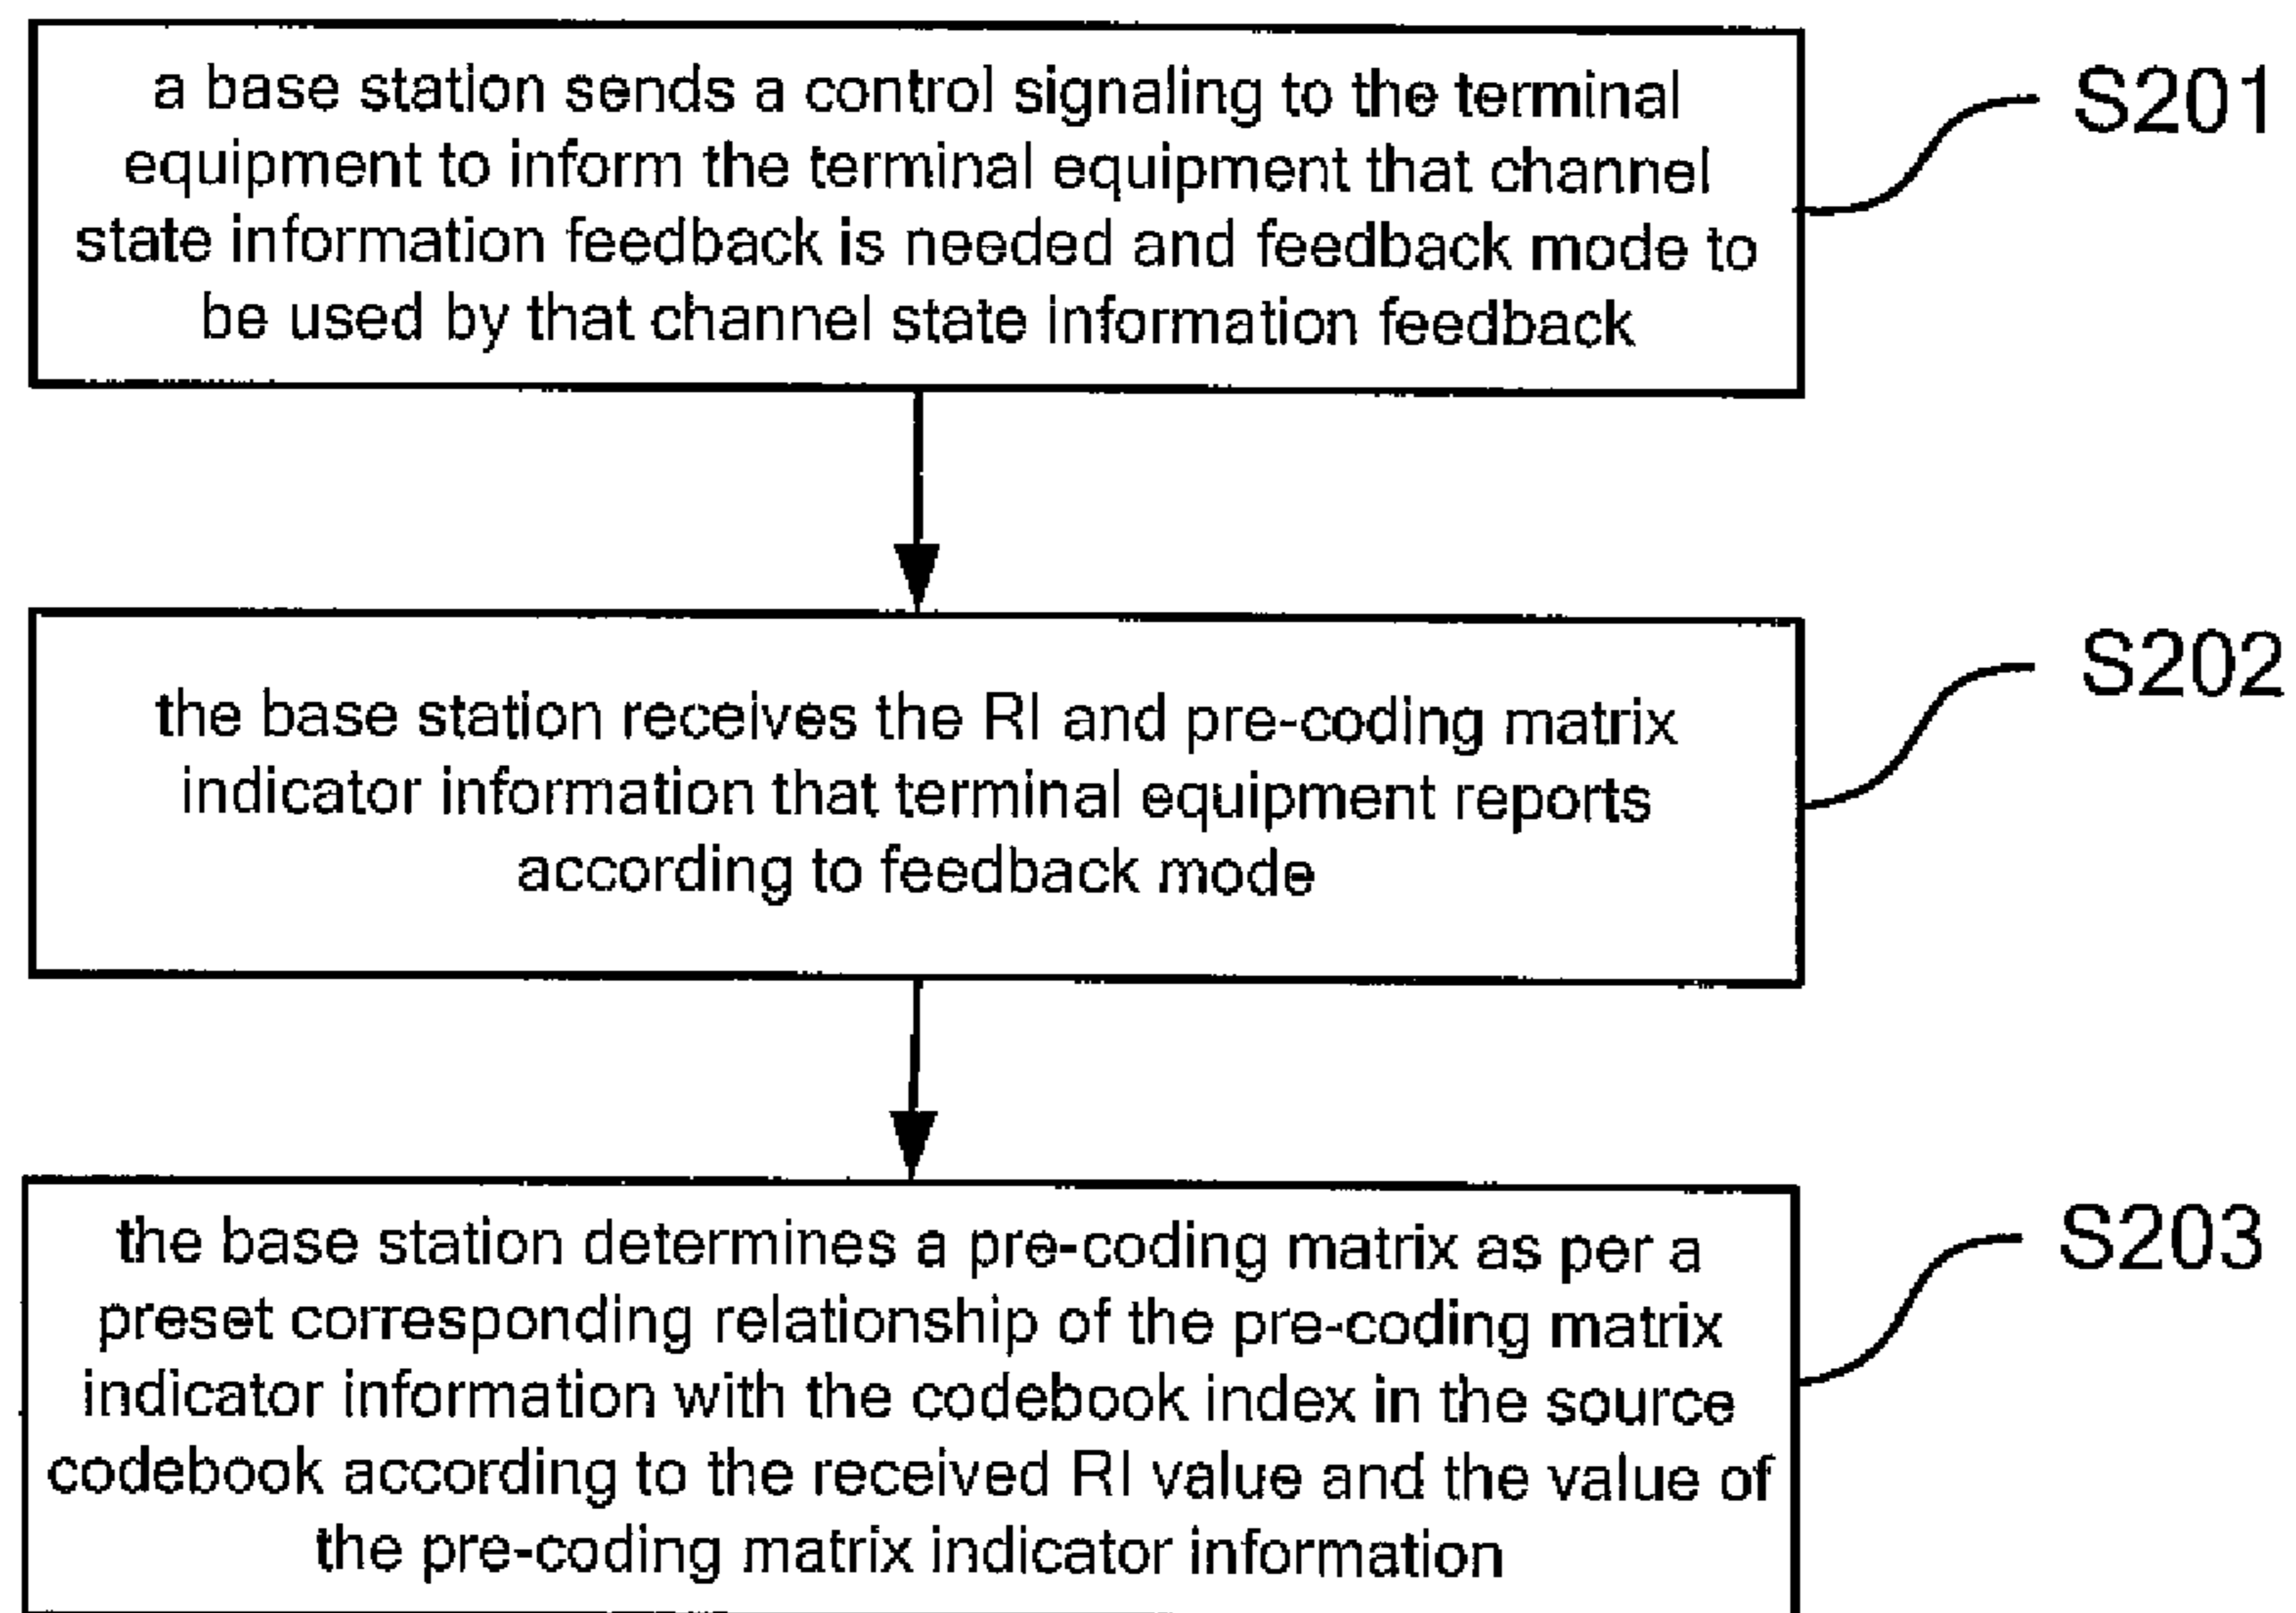 a base station sends a control signaling to the terminal
equipment to inform the terminal equipment that channel
state information feedback is needed and feedback mode to
be used by that channel state information feedback
S201
the base station receives the RI and pre-coding matrix
indicator information that terminal equipment reports
according to feedback mode
S202
the base station determines a pre-coding matrix as per a
preset corresponding relationship of the pre-coding matrix
indicator information with the codebook index in the source
codebook according to the received RI value and the value of
the pre-coding matrix indicator information
S203